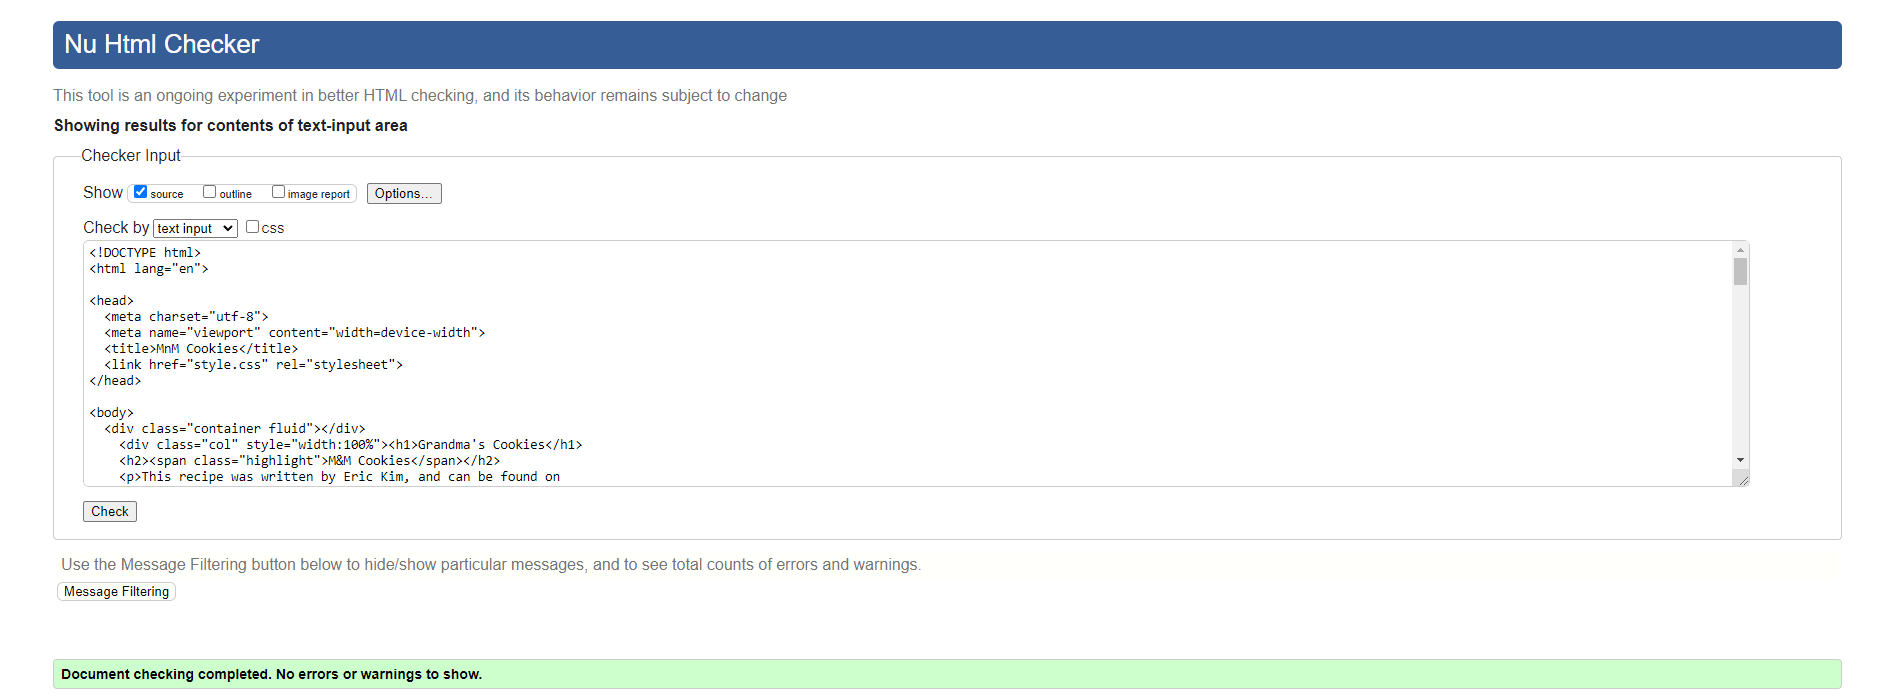 Nu Html Checker
This tool is an ongoing experiment in better HTML checking, and its behavior remains subject to change
Showing results for contents of text-input area
Checker Input
Show source outline image report Options...
Check by text input css
<!DOCTYPE html>
<html lang="en">
<head>
<meta charset="utf-8">
<meta name="viewport" content="width=device-width">
<title>MnM Cookies</title>
<link href="style.css" rel="stylesheet">
</head>
<body>
<div class="container fluid"></div>
<div class="col" style="width:100%"><h1>Grandma's Cookies</h1>
<h2><span class="highlight">M&M Cookies</span></h2>
<p>This recipe was written by Eric Kim, and can be found on
Check
Use the Message Filtering button below to hide/show particular messages, and to see total counts of errors and warnings.
Message Filtering
Document checking completed. No errors or warnings to show.